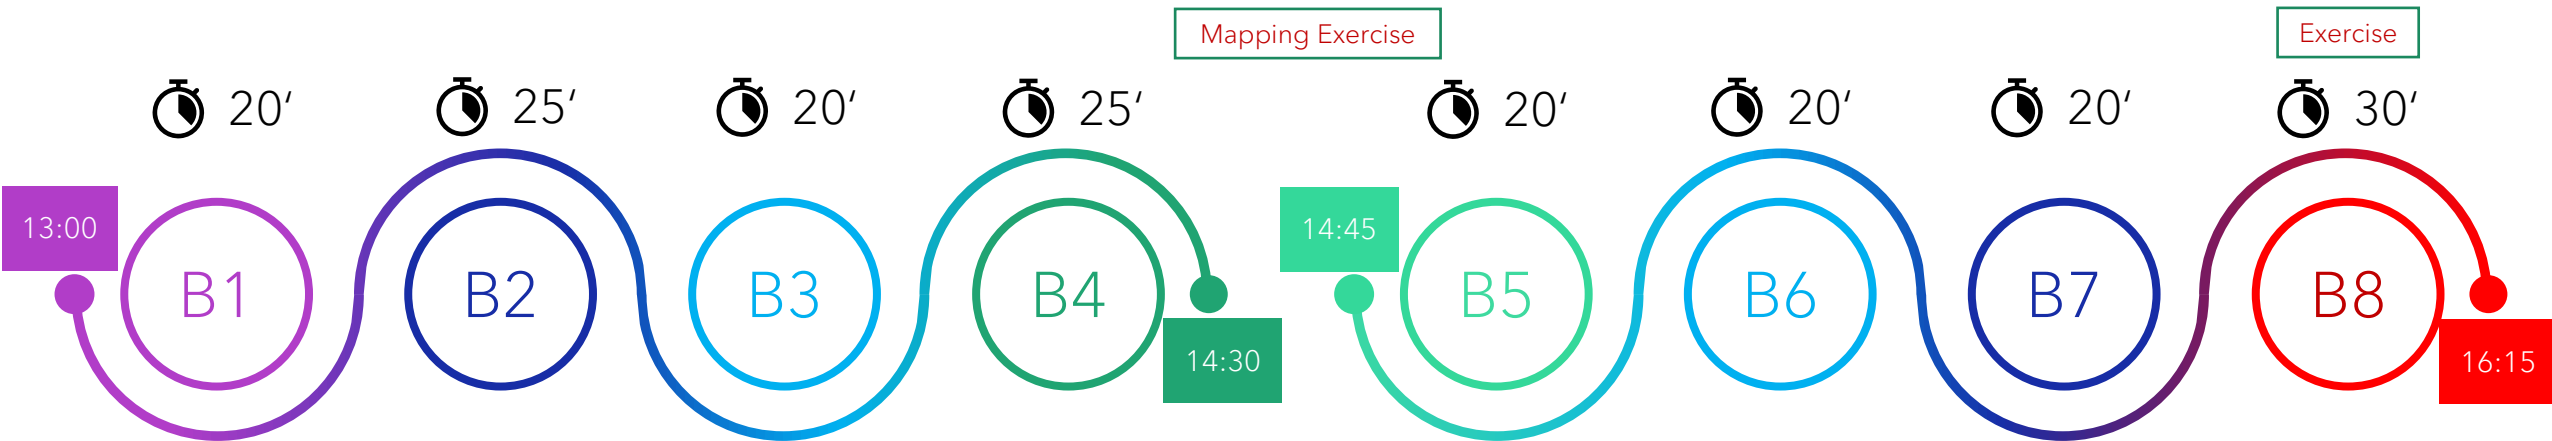 Mapping Exercise
Exercise
20‘
25‘
20‘
25‘
20‘
20‘
20‘
30‘
13:00
14:45
B1
B2
B3
B4
B5
B6
B7
B8
14:30
16:15